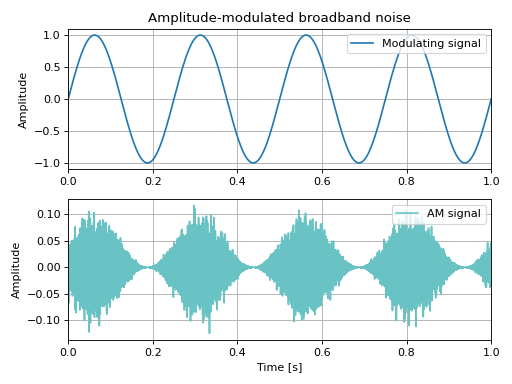 Amplitude-modulated broadband noise
1.0
0.5
0.0
−0.5
−1.0
Amplitude
Modulating signal
0.0 0.2 0.4 0.6 0.8 1.0
0.10
0.05
0.00
−0.05
−0.10
Amplitude
AM signal
0.0 0.2 0.4 0.6 0.8 1.0
Time [s]